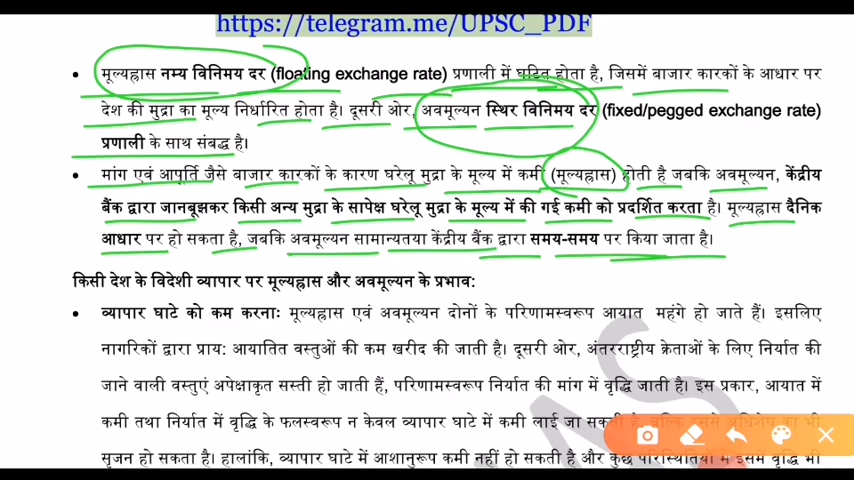 https://telegram.me/UPSC_PDF
• मूल्यह्रास नम्य विनिमय दर (floating exchange rate) प्रणाली में घटित होता है, जिसमें बाजार कारकों के आधार पर
देश की मुद्रा का मूल्य निर्धारित होता है। दूसरी ओर, अवमूल्यन स्थिर विनिमय दर (fixed/pegged exchange rate)
प्रणाली के साथ संबद्ध है।
• मांग एवं आपूर्ति जैसे बाजार कारकों के कारण घरेलू मुद्रा के मूल्य में कमी (मूल्यह्रास) होती है जबकि अवमूल्यन, केंद्रीय
बैंक द्वारा जानबूझकर किसी अन्य मुद्रा के सापेक्ष घरेलू मुद्रा के मूल्य में की गई कमी को प्रदर्शित करता है। मूल्यह्रास दैनिक
आधार पर हो सकता है, जबकि अवमूल्यन सामान्यतया केंद्रीय बैंक द्वारा समय-समय पर किया जाता है।
किसी देश के विदेशी व्यापार पर मूल्यह्रास और अवमूल्यन के प्रभाव:
• व्यापार घाटे को कम करना: मूल्यह्रास एवं अवमूल्यन दोनों के परिणामस्वरूप आयात महंगे हो जाते हैं। इसलिए
नागरिकों द्वारा प्राय: आयातित वस्तुओं की कम खरीद की जाती है। दूसरी ओर, अंतरराष्ट्रीय क्रेताओं के लिए निर्यात की
जाने वाली वस्तुएं अपेक्षाकृत सस्ती हो जाती हैं, परिणामस्वरूप निर्यात की मांग में वृद्धि जाती है। इस प्रकार, आयात में
कमी तथा निर्यात में वृद्धि के फलस्वरूप न केवल व्यापार घाटे में कमी लाई जा सकती है,
सृजन हो सकता है। हालांकि, व्यापार घाटे में आशानुरूप कमी नहीं हो सकती है और कुछ परिस्थितियों में इसमें वृद्धि भी